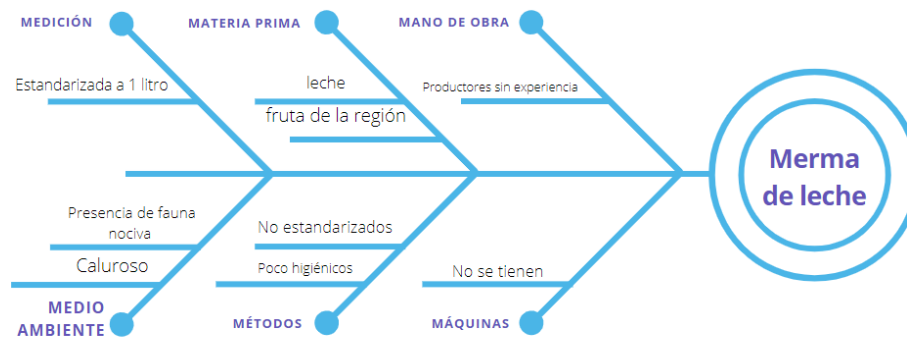 MEDICIÓN
MATERIA PRIMA
MANO DE OBRA
Estandarizada a 1 litro
leche
Productores sin experiencia
fruta de la región
Merma
de leche
Presencia de fauna
nociva
No estandarizados
Caluroso
Poco higiénicos
No se tienen
MEDIO
AMBIENTE
MÉTODOS
MÁQUINAS